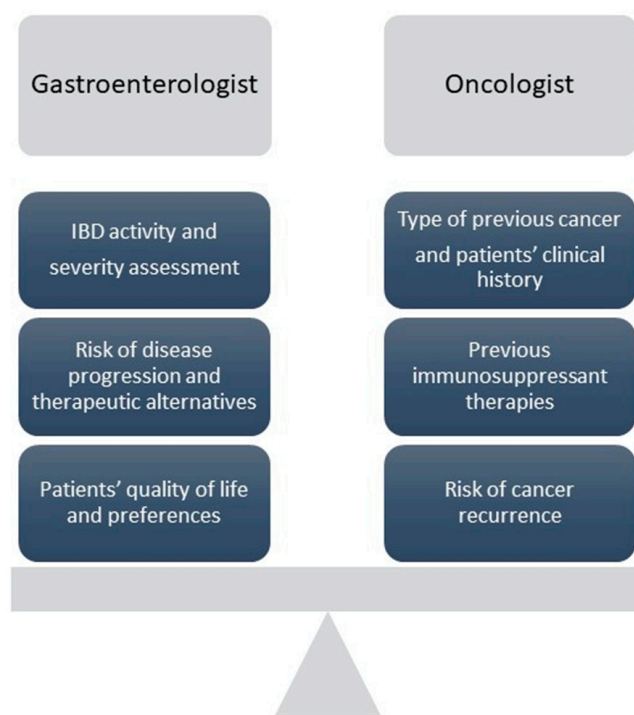 Gastroenterologist
IBD activity and
severity assessment
Risk of disease
progression and
therapeutic alternatives
Patients’ quality of life
and preferences
Oncologist
Type of previous cancer
and patients’ clinical
history
Previous
immunosuppressant
therapies
Risk of cancer
recurrence